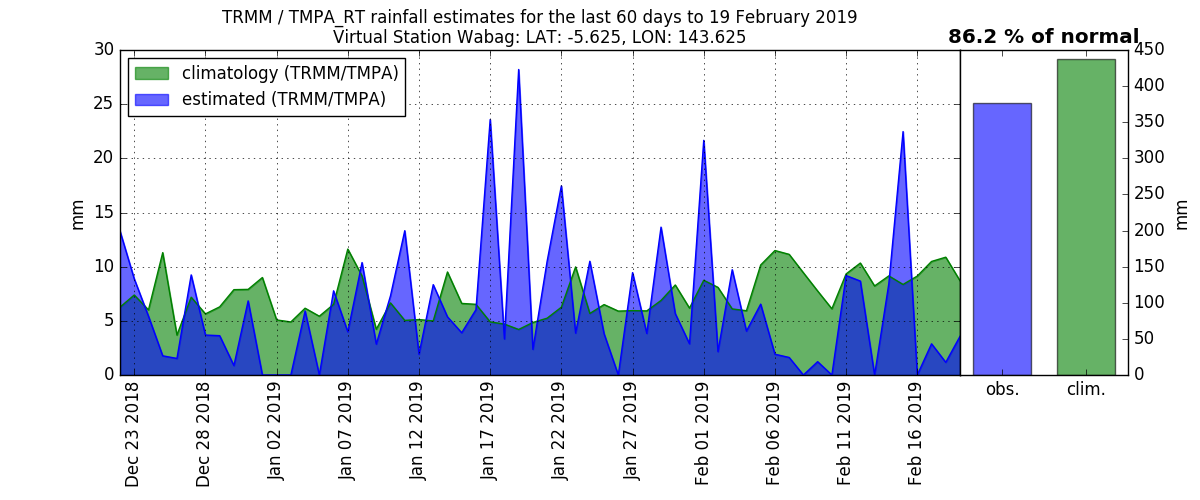 TRMM / TMPA_RT rainfall estimates for the last 60 days to 19 February 2019
Virtual Station Wabag: LAT: -5.625, LON: 143.625
86.2 % of normal
climatology (TRMM/TMPA)
estimated (TRMM/TMPA)
30
25
20
15
10
5
0
mm
450
400
350
300
250
200
150
100
50
0
mm
Dec 23 2018
Dec 28 2018
Jan 02 2019
Jan 07 2019
Jan 12 2019
Jan 17 2019
Jan 22 2019
Jan 27 2019
Feb 01 2019
Feb 06 2019
Feb 11 2019
Feb 16 2019
obs.
clim.